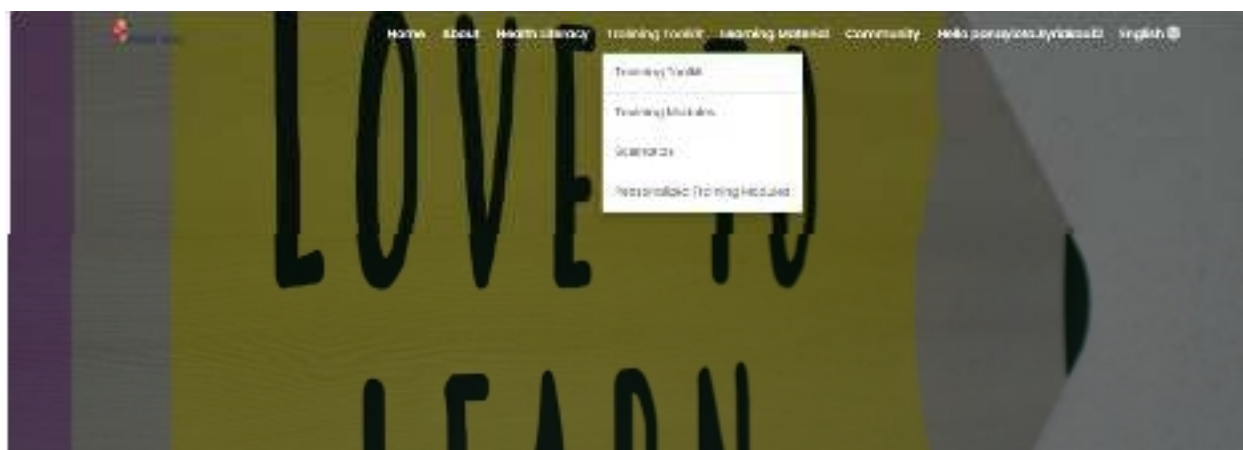 Home About Health Literacy Training Toolkit Learning Material Community Hello English
Training Toolkit
Training Modules
Scenarios
Personalized Training Modules
LOVE TO
LEARN